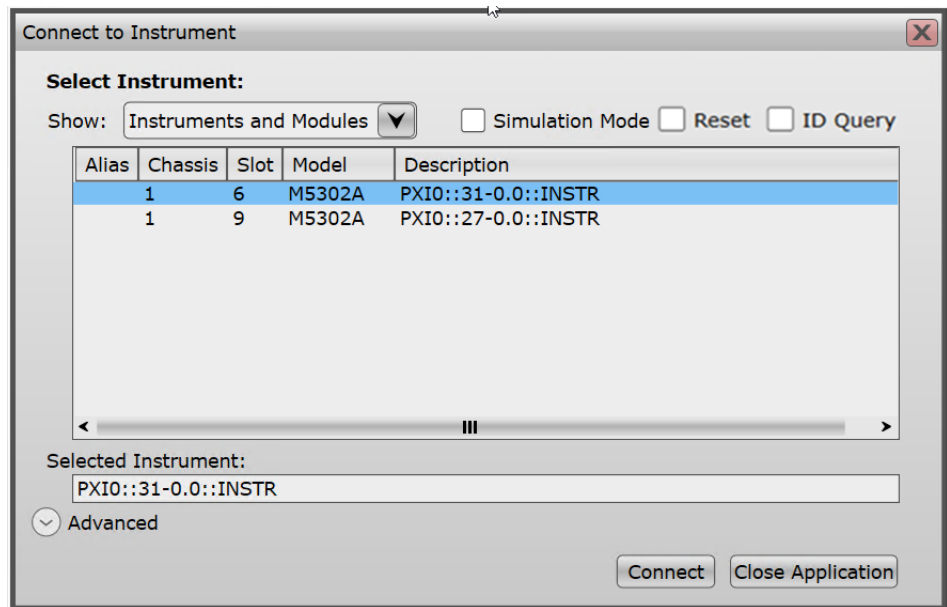 Connect to Instrument
Select Instrument:
Show: Instruments and Modules Simulation Mode Reset ID Query
Alias Chassis Slot Model Description
1 6 M5302A PXI0::31-0.0::INSTR
1 9 M5302A PXI0::27-0.0::INSTR
Selected Instrument:
PXI0::31-0.0::INSTR
Advanced
Connect Close Application